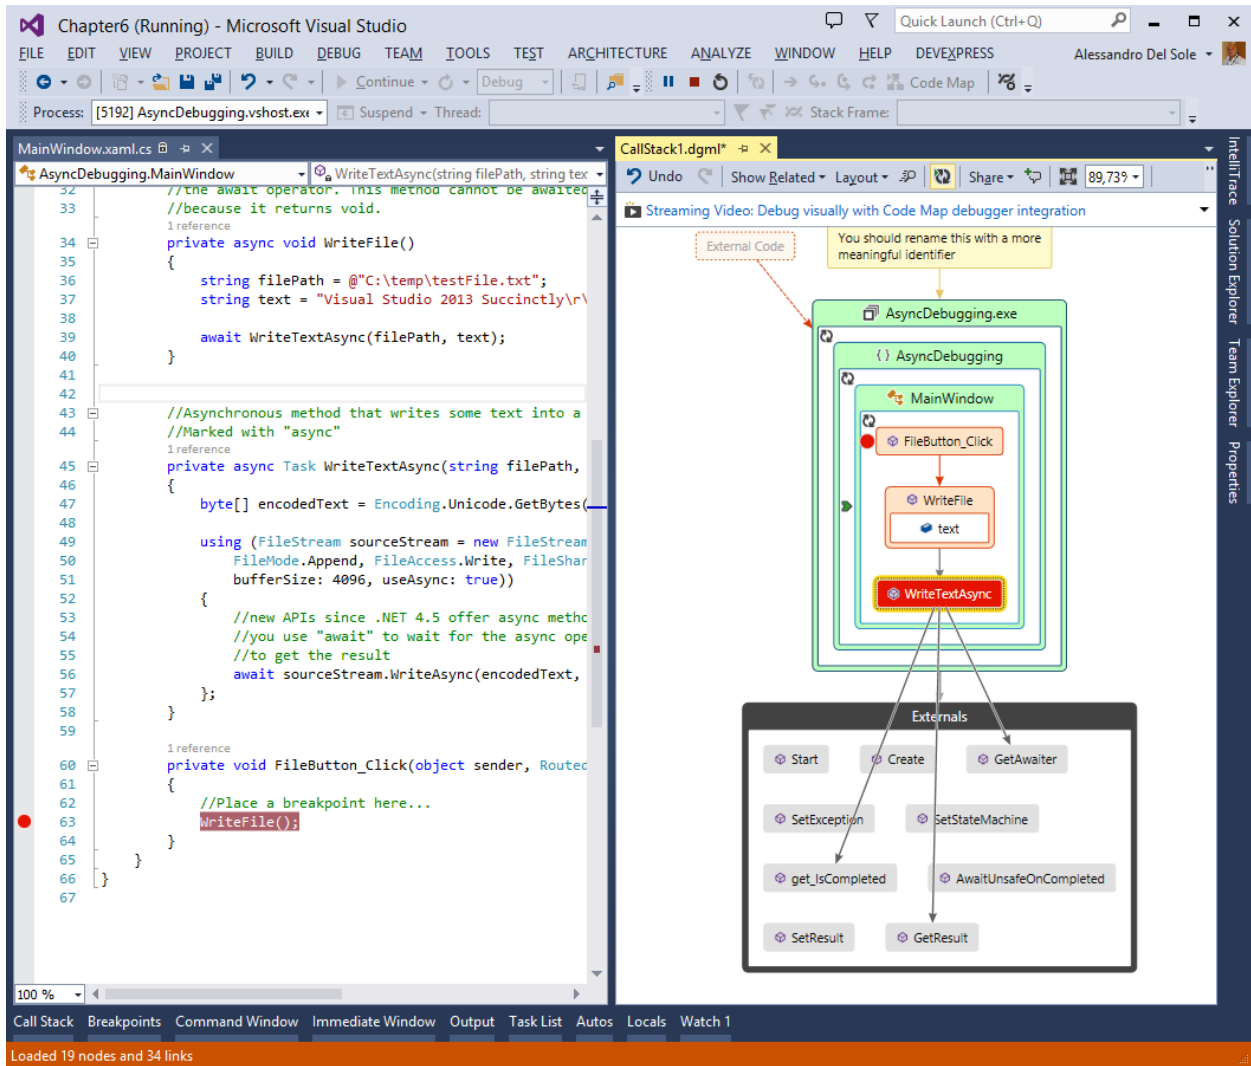 Chapter6 (Running) - Microsoft Visual Studio
Quick Launch (Ctrl+Q)
FILE EDIT VIEW PROJECT BUILD DEBUG TEAM TOOLS TEST ARCHITECTURE ANALYZE WINDOW HELP DEVEXPRESS Alessandro Del Sole
Continue Debug Code Map
Process: [5192] AsyncDebugging.vshost.exe Suspend Thread: Stack Frame:
MainWindow.xaml.cs
AsyncDebugging.MainWindow WriteTextAsync(string filePath, string tex
32 //the await operator. This method cannot be awaited
33 //because it returns void.
1 reference
34 private async void WriteFile()
35 {
36 string filePath = @"C:\temp\testFile.txt";
37 string text = "Visual Studio 2013 Succinctly\r\
38
39 await WriteTextAsync(filePath, text);
40 }
41
42
43 //Asynchronous method that writes some text into a
44 //Marked with "async"
1 reference
45 private async Task WriteTextAsync(string filePath,
46 {
47 byte[] encodedText = Encoding.Unicode.GetBytes(
48
49 using (FileStream sourceStream = new FileStream
50 FileMode.Append, FileAccess.Write, FileShar
51 bufferSize: 4096, useAsync: true))
52 {
53 //new APIs since .NET 4.5 offer async metho
54 //you use "await" to wait for the async ope
55 //to get the result
56 await sourceStream.WriteAsync(encodedText,
57 };
58 }
59
1 reference
60 private void FileButton_Click(object sender, Routed
61 {
62 //Place a breakpoint here...
63 WriteFile();
64 }
65 }
66 }
67
100 %
CallStack1.dgml*
Undo Show Related Layout Share 89,739
Streaming Video: Debug visually with Code Map debugger integration
External Code
You should rename this with a more
meaningful identifier
AsyncDebugging.exe
{} AsyncDebugging
MainWindow
FileButton_Click
WriteFile
text
WriteTextAsync
Externals
Start Create GetAwaiter
SetException SetStateMachine
get_IsCompleted AwaitUnsafeOnCompleted
SetResult GetResult
IntelliTrace
Solution Explorer
Team Explorer
Properties
Call Stack Breakpoints Command Window Immediate Window Output Task List Autos Locals Watch 1
Loaded 19 nodes and 34 links